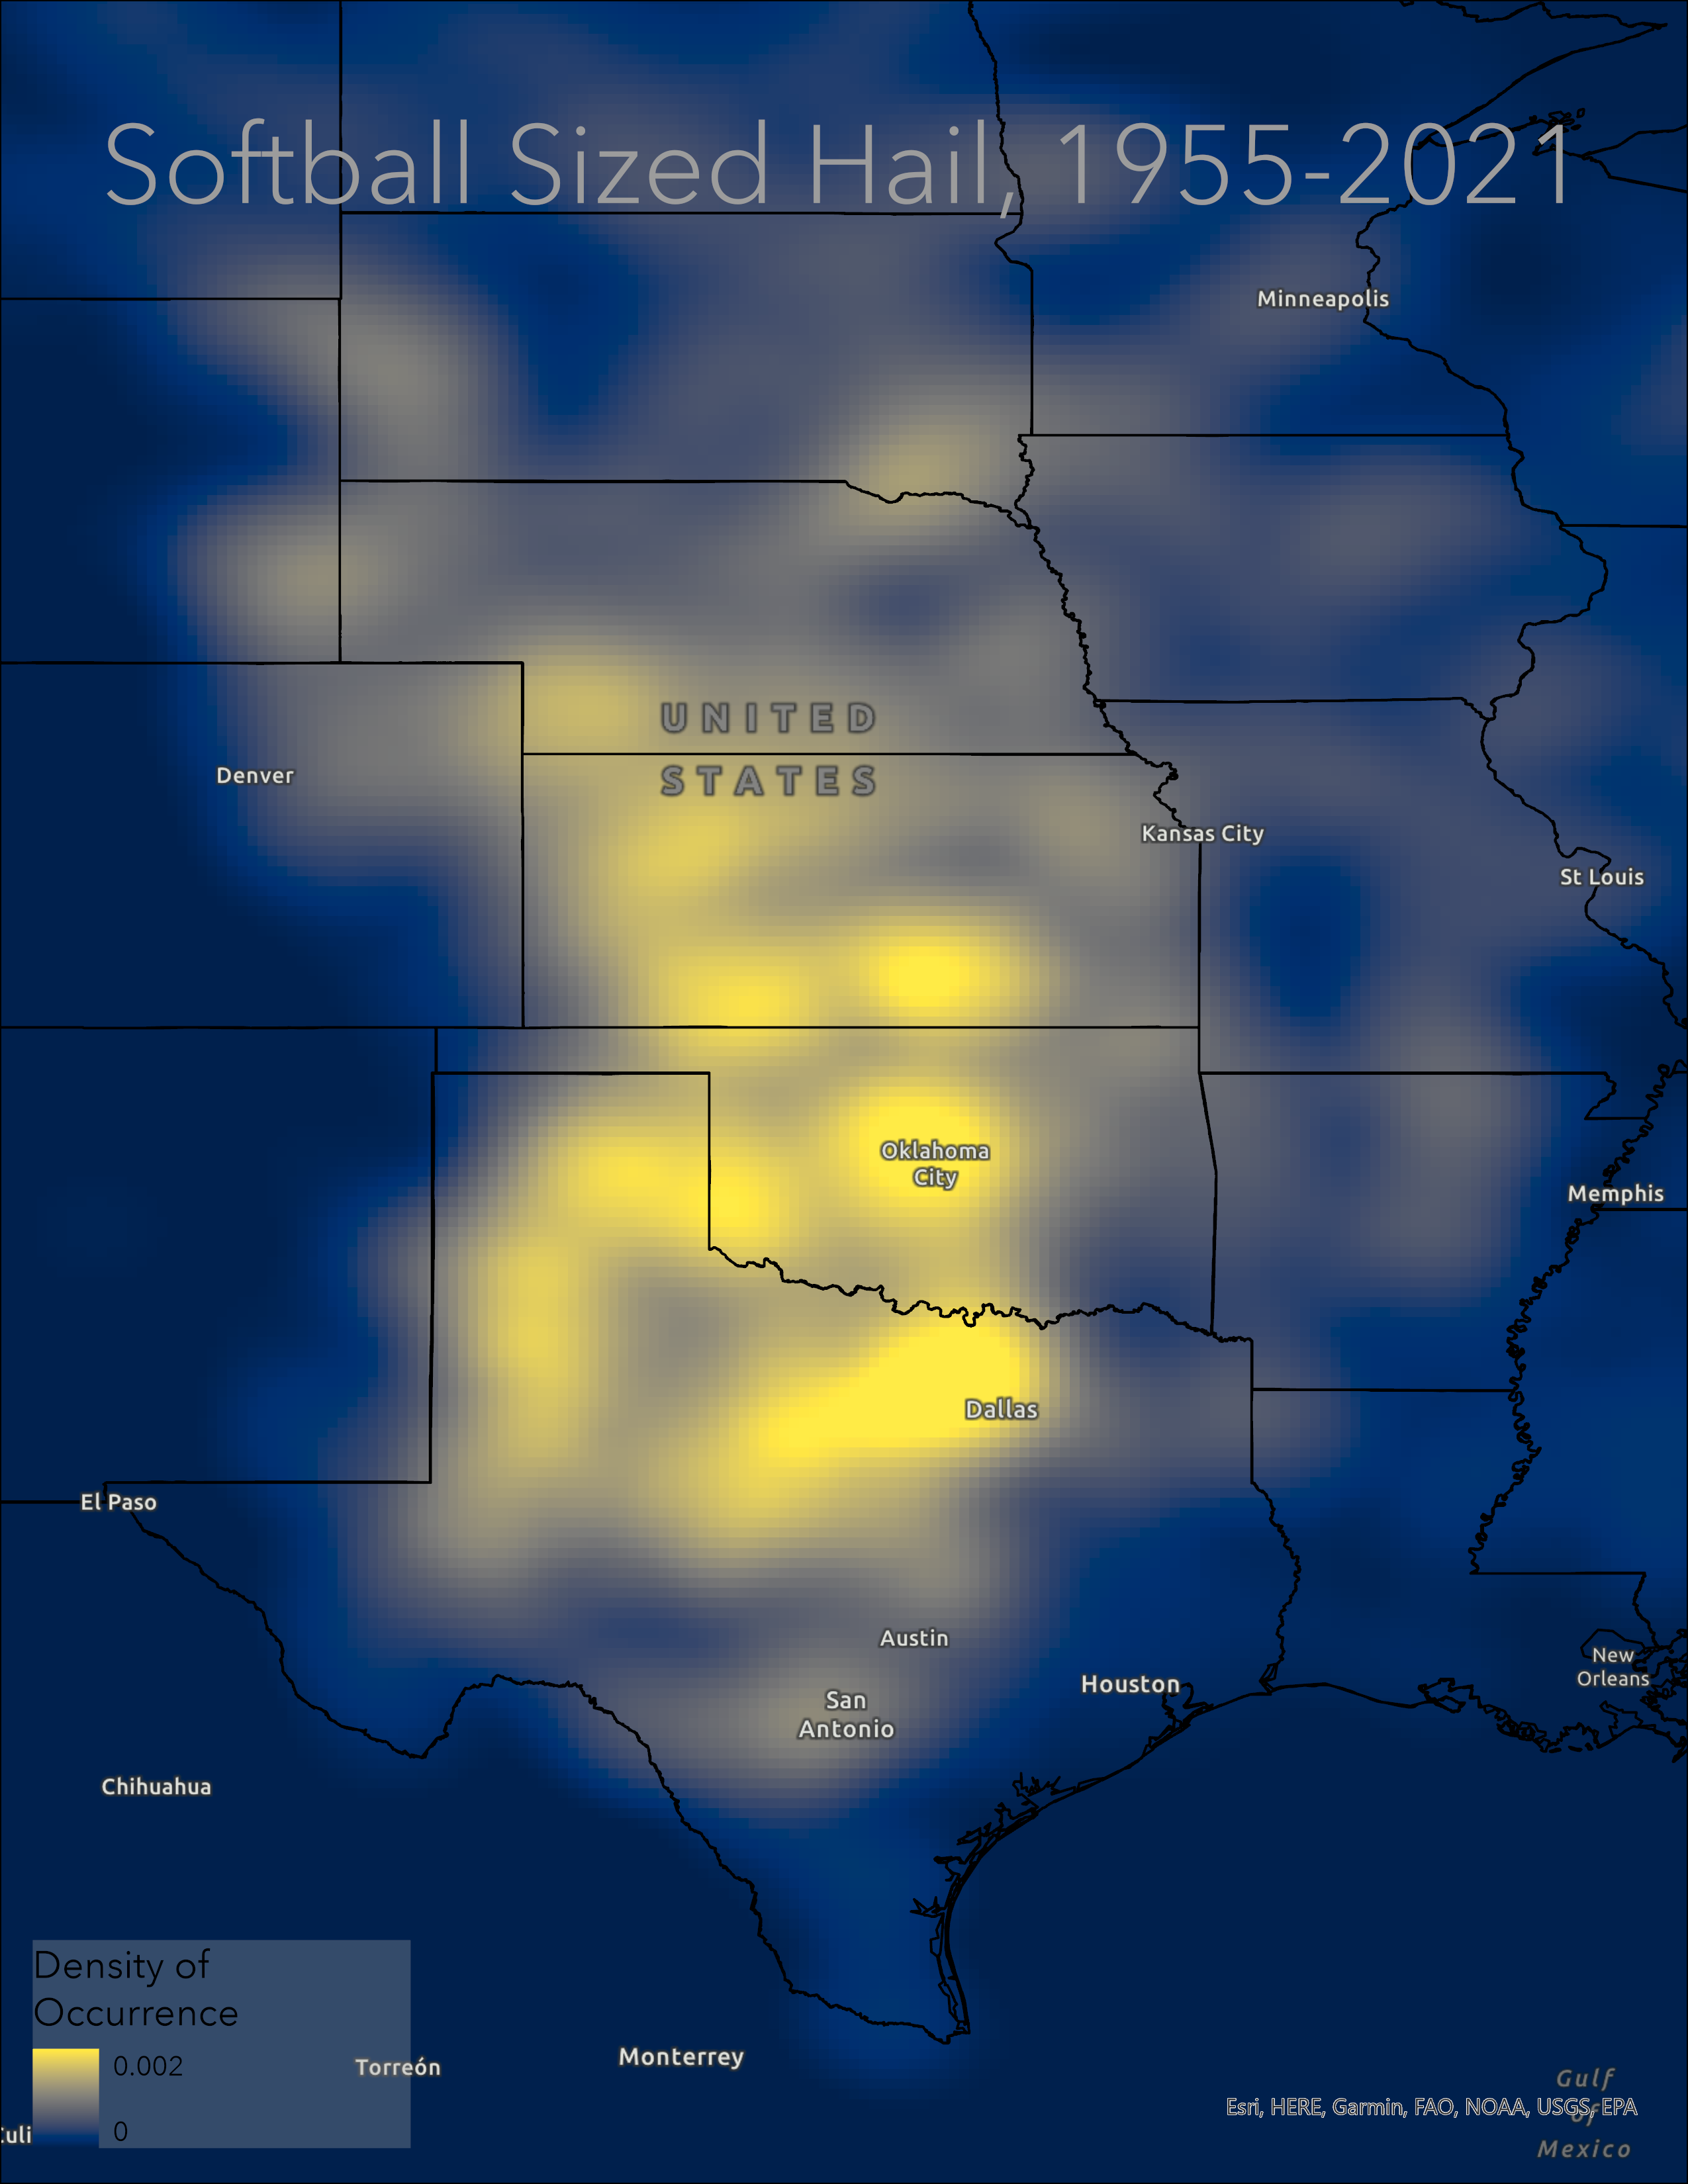 Softball Sized Hail, 1955-2021
Minneapolis
UNITED
STATES
Denver
Kansas City
St Louis
Oklahoma
City
Memphis
Dallas
El Paso
Austin
New
Orleans
Houston
San
Antonio
Chihuahua
Density of
Occurrence
0.002
0
Torreón
Monterrey
Gulf
of
Mexico
Esri, HERE, Garmin, FAO, NOAA, USGS, EPA